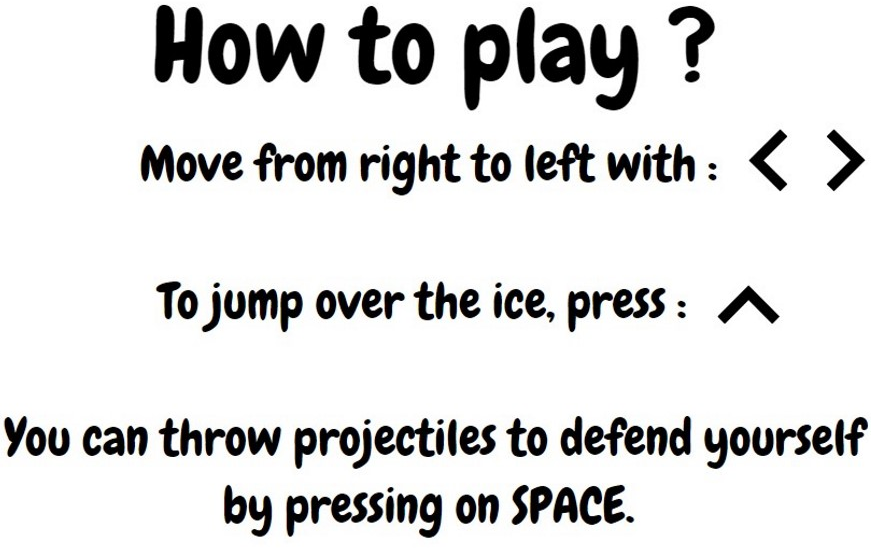 How to play ?
Move from right to left with : < >
To jump over the ice, press : ^
You can throw projectiles to defend yourself
by pressing on SPACE.